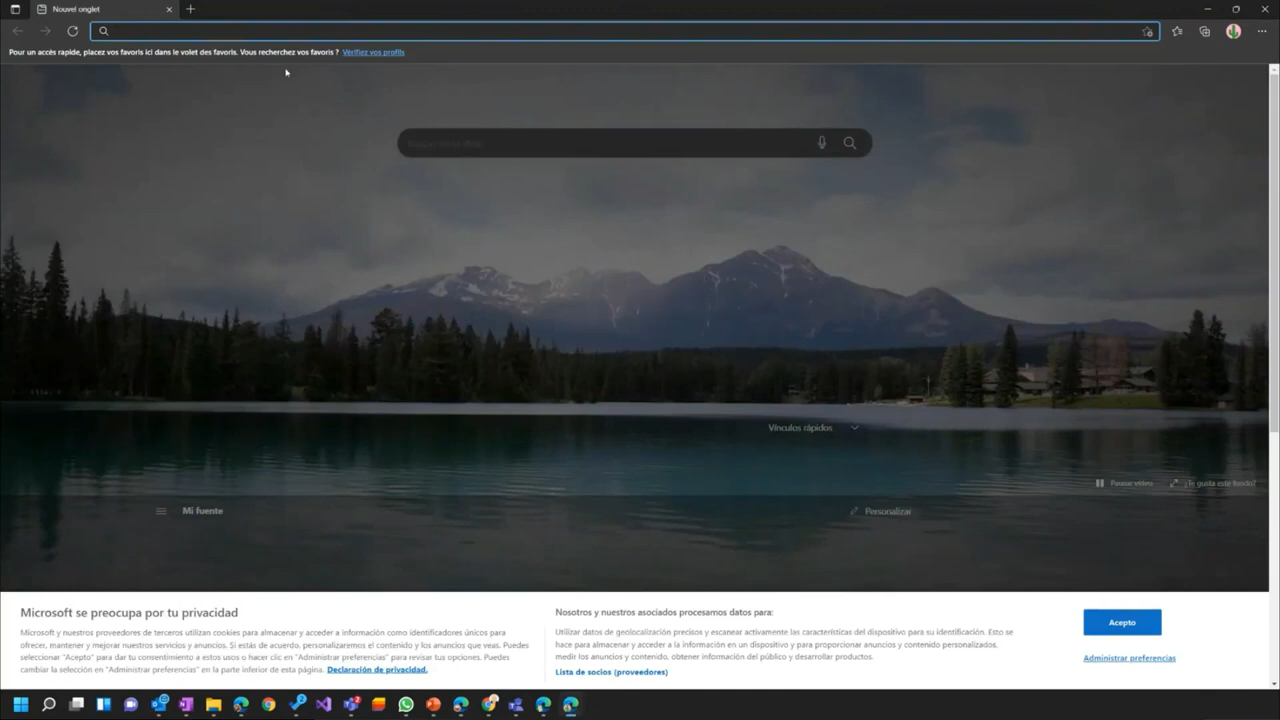 Nouvel onglet
Pour un accès rapide, placez vos favoris ici dans le volet des favoris. Vous recherchez vos favoris ? Vérifiez vos profils
Vínculos rápidos
Pausar vídeo
¿Te gusta este fondo?
Mi fuente
Personalizar
Microsoft se preocupa por tu privacidad
Microsoft y nuestros proveedores de terceros utilizan cookies para almacenar y acceder a información como identificadores únicos para
ofrecer, mantener y mejorar nuestros servicios y anuncios. Si estás de acuerdo, personalizaremos el contenido y los anuncios que veas. Puedes
seleccionar "Acepto" para dar tu consentimiento a estos usos o hacer clic en "Administrar preferencias" para revisar tus opciones. Puedes
cambiar la selección en "Administrar preferencias" en la parte inferior de esta página. Declaración de privacidad.
Nosotros y nuestros asociados procesamos datos para:
Utilizar datos de geolocalización precisos y escanear activamente las características del dispositivo para su identificación. Esto se
hace para almacenar y acceder a la información en un dispositivo y para proporcionar anuncios y contenido personalizados,
medir los anuncios y contenido, obtener información del público y desarrollar productos.
Lista de socios (proveedores)
Acepto
Administrar preferencias